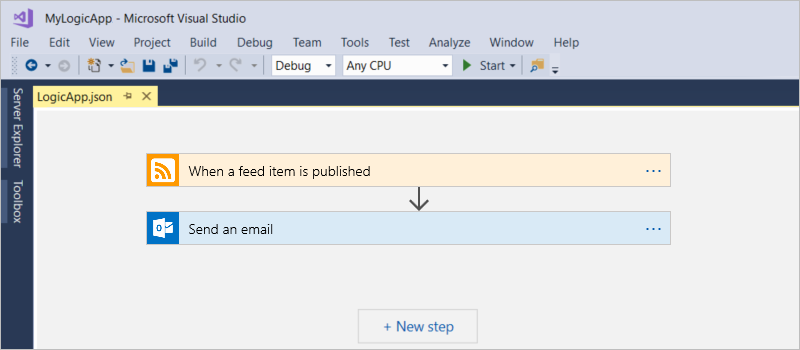 MyLogicApp - Microsoft Visual Studio
File Edit View Project Build Debug Team Tools Test Analyze Window Help
Debug Any CPU Start
LogicApp.json
Server Explorer
Toolbox
When a feed item is published ...
Send an email ...
+ New step